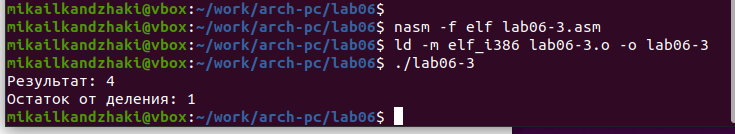 mikailkandzhaki@vbox:~/work/arch-pc/lab06$
mikailkandzhaki@vbox:~/work/arch-pc/lab06$ nasm -f elf lab06-3.asm
mikailkandzhaki@vbox:~/work/arch-pc/lab06$ ld -m elf_i386 lab06-3.o -o lab06-3
mikailkandzhaki@vbox:~/work/arch-pc/lab06$ ./lab06-3
Результат: 4
Остаток от деления: 1
mikailkandzhaki@vbox:~/work/arch-pc/lab06$